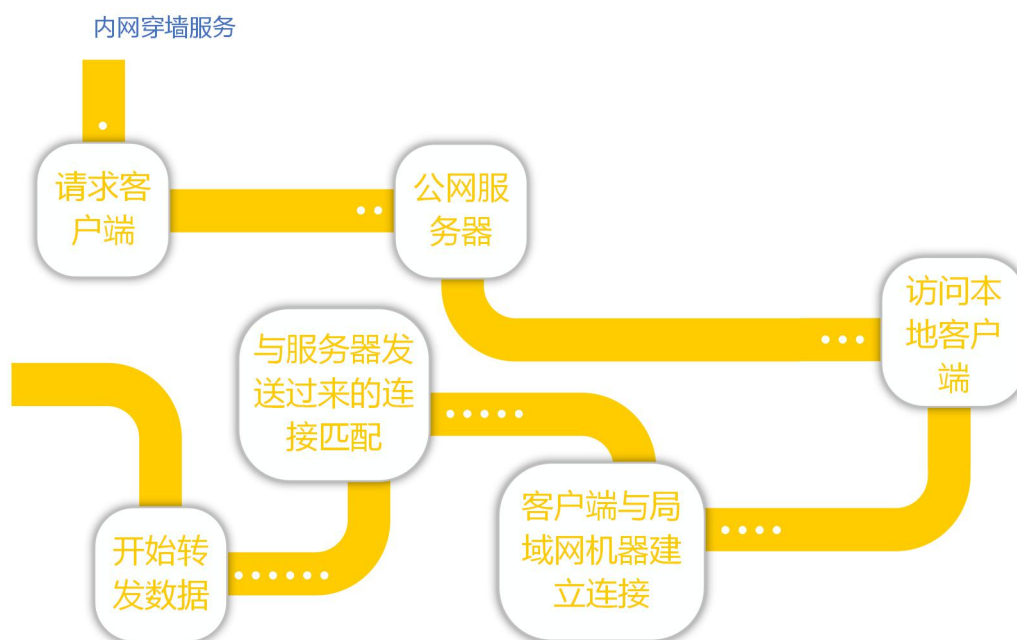 内网穿墙服务
请求客
户端
公网服
务器
访问本
地客户
端
客户端与局
域网机器建
立连接
与服务器发
送过来的连
接匹配
开始转
发数据